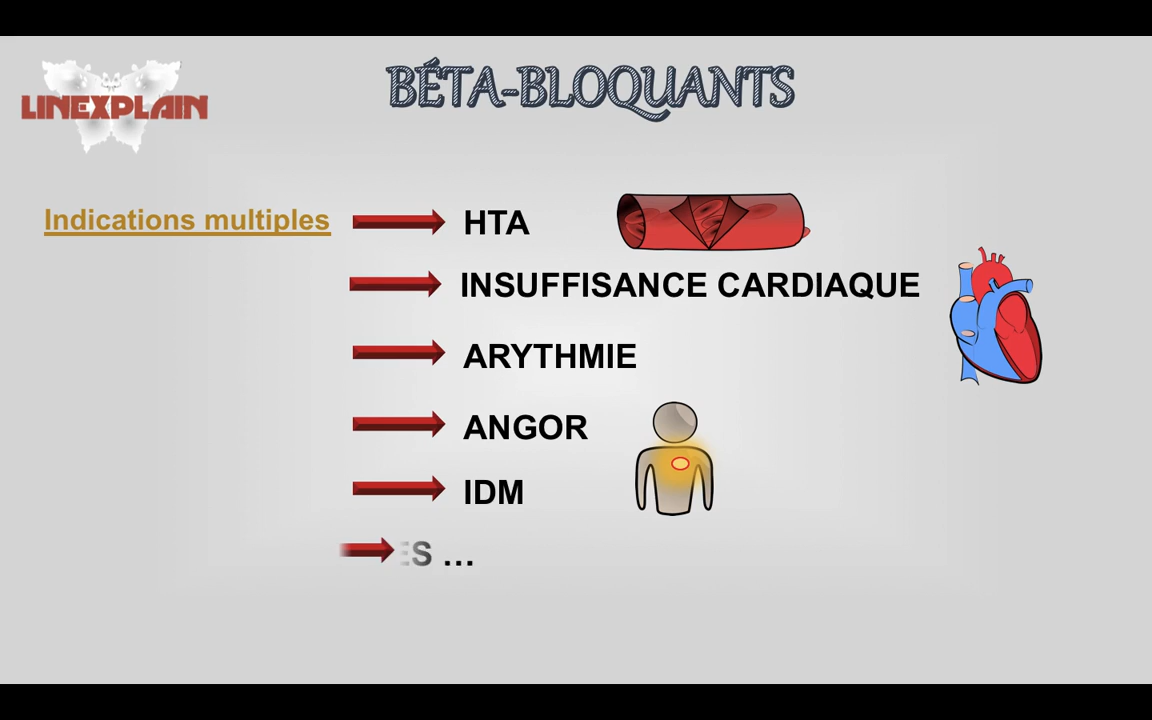 LINEXPLAIN
BÉTA-BLOQUANTS
Indications multiples
HTA
INSUFFISANCE CARDIAQUE
ARYTHMIE
ANGOR
IDM
...